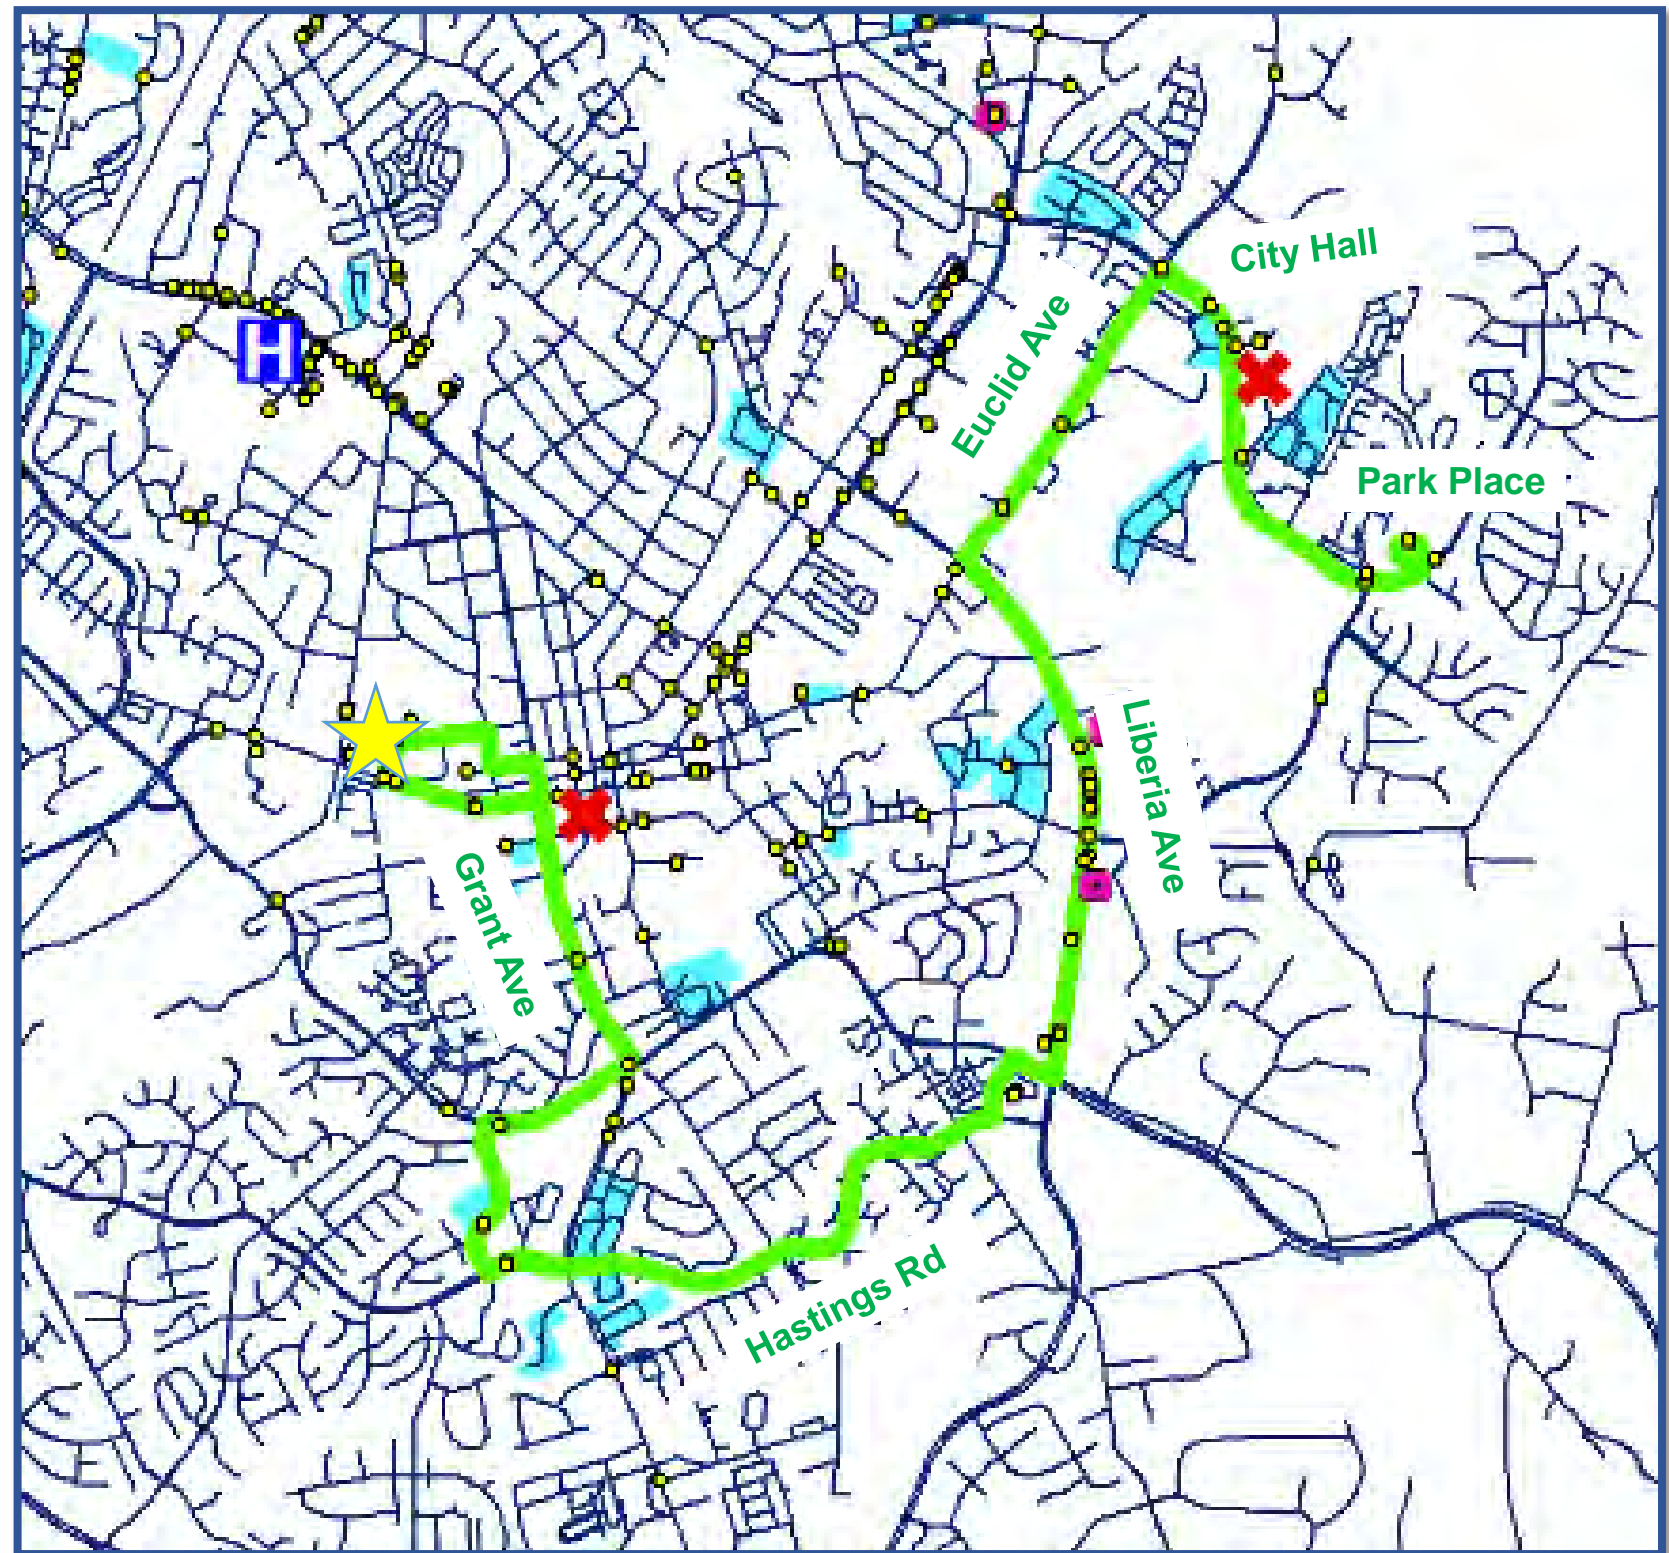 City Hall
Euclid Ave
Park Place
H
Liberia Ave
Grant Ave
Hastings Rd